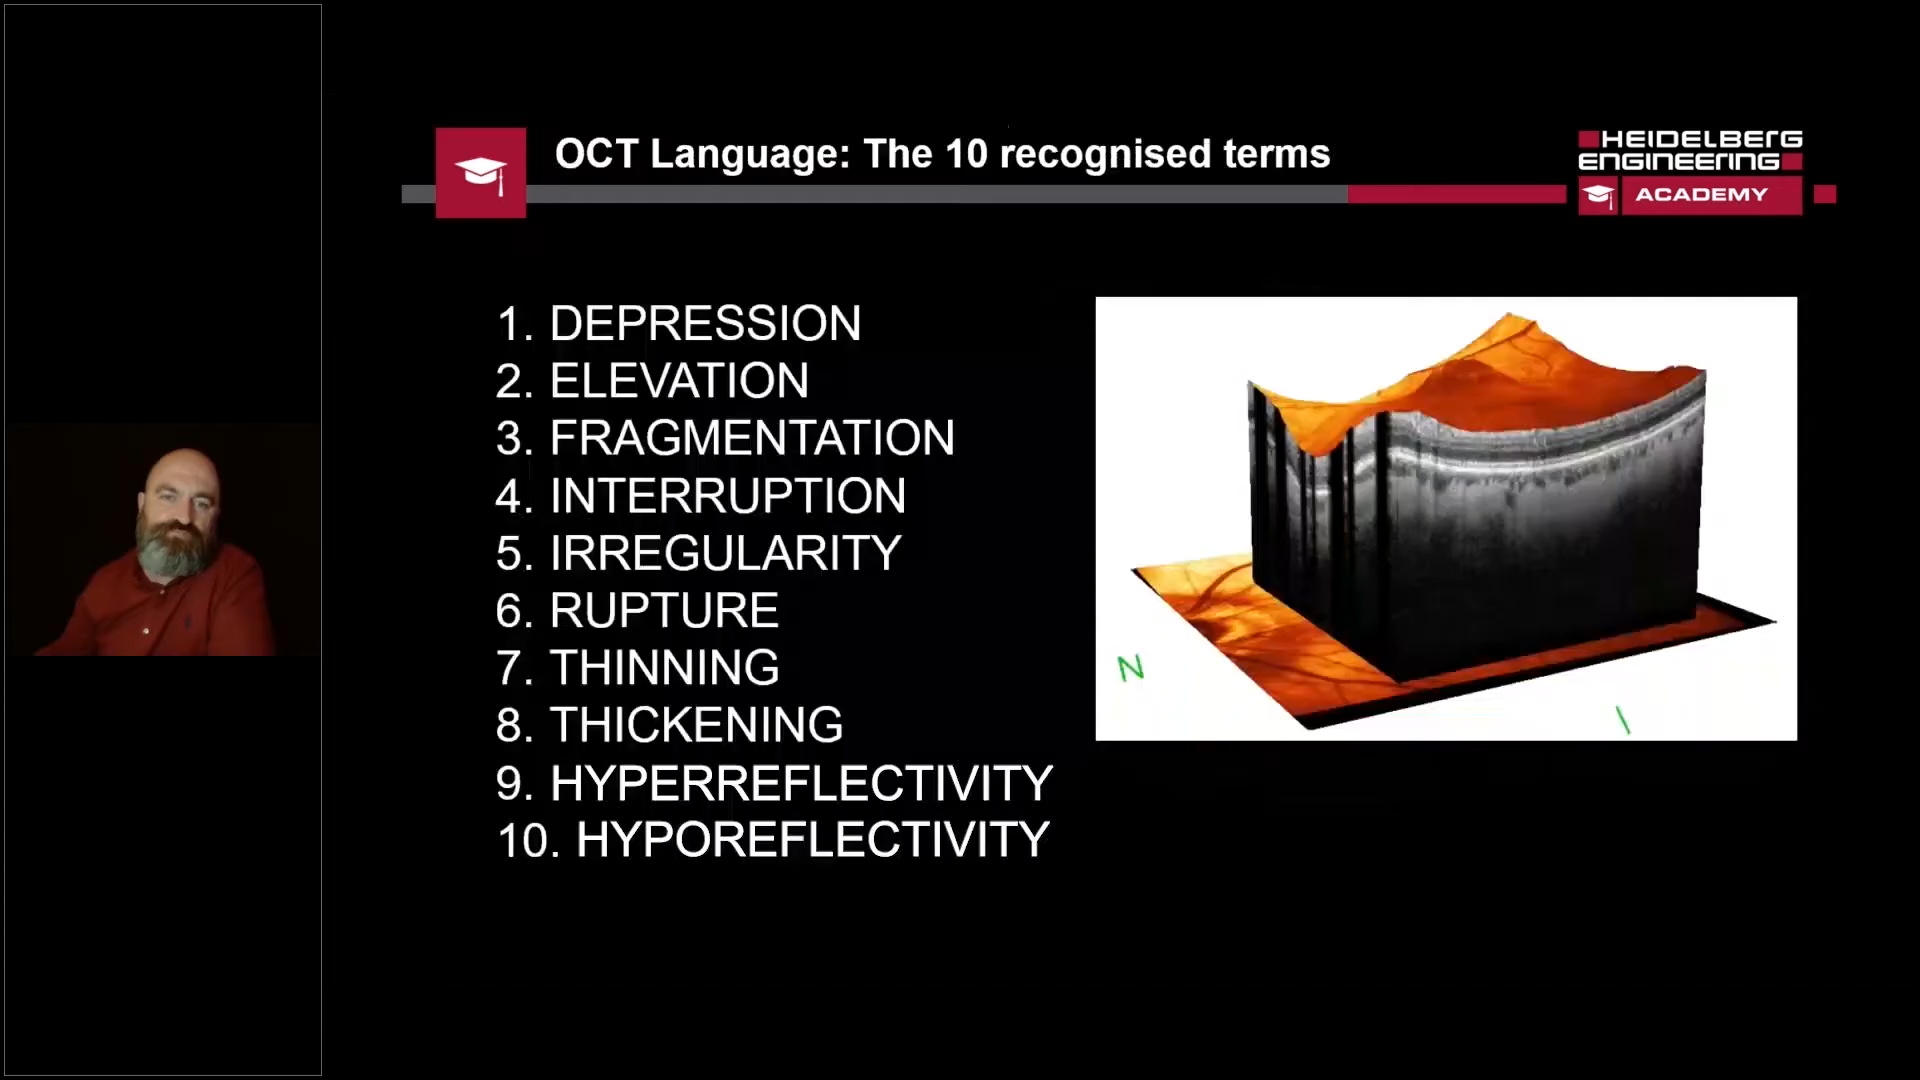 OCT Language: The 10 recognised terms
HEIDELBERG
ENGINEERING
ACADEMY
1. DEPRESSION
2. ELEVATION
3. FRAGMENTATION
4. INTERRUPTION
5. IRREGULARITY
6. RUPTURE
7. THINNING
8. THICKENING
9. HYPERREFLECTIVITY
10. HYPOREFLECTIVITY
N
I